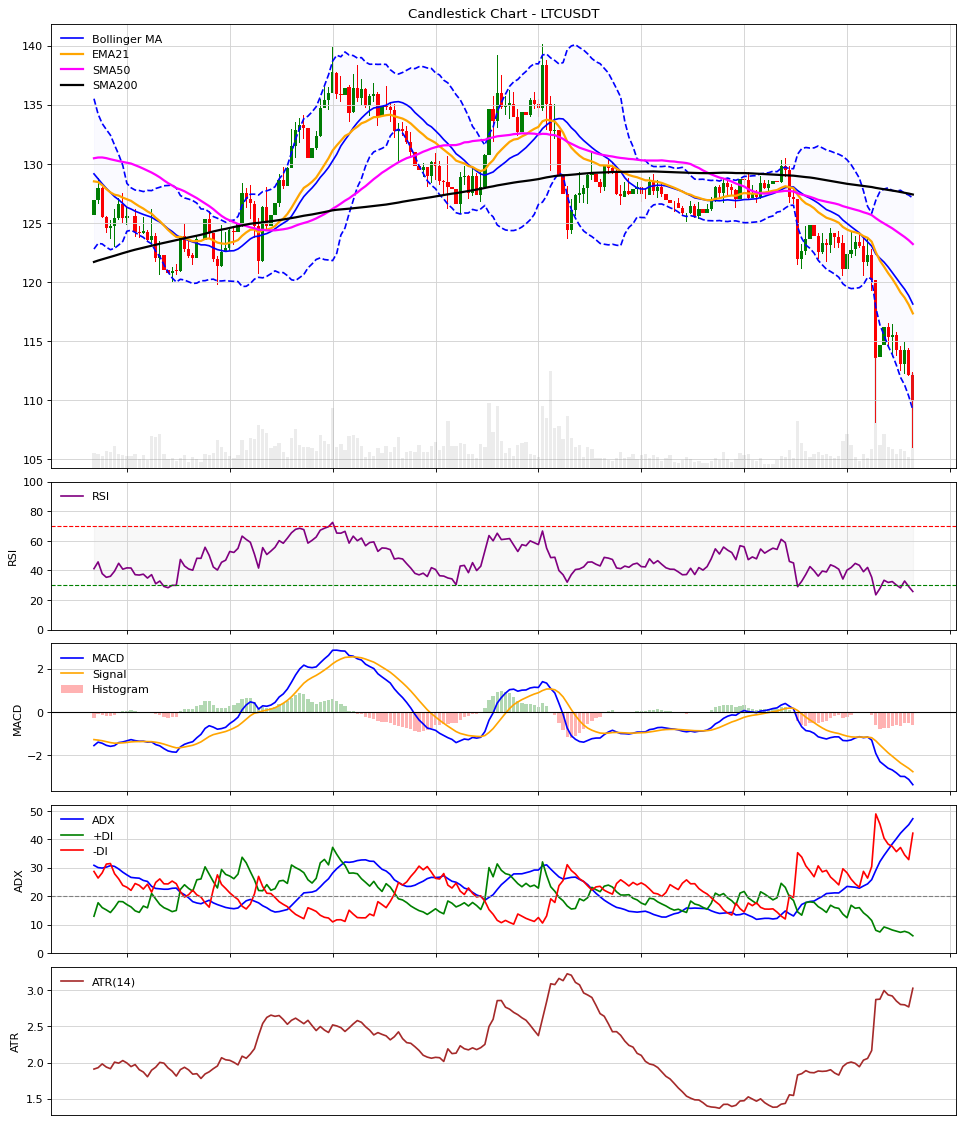 Candlestick Chart - LTCUSDT
Bollinger MA
EMA21
SMA50
SMA200
140
135
130
125
120
115
110
105
RSI
RSI
100
80
60
40
20
0
MACD
Signal
Histogram
MACD
2
0
−2
ADX
+DI
-DI
ADX
50
40
30
20
10
0
ATR(14)
ATR
3.0
2.5
2.0
1.5